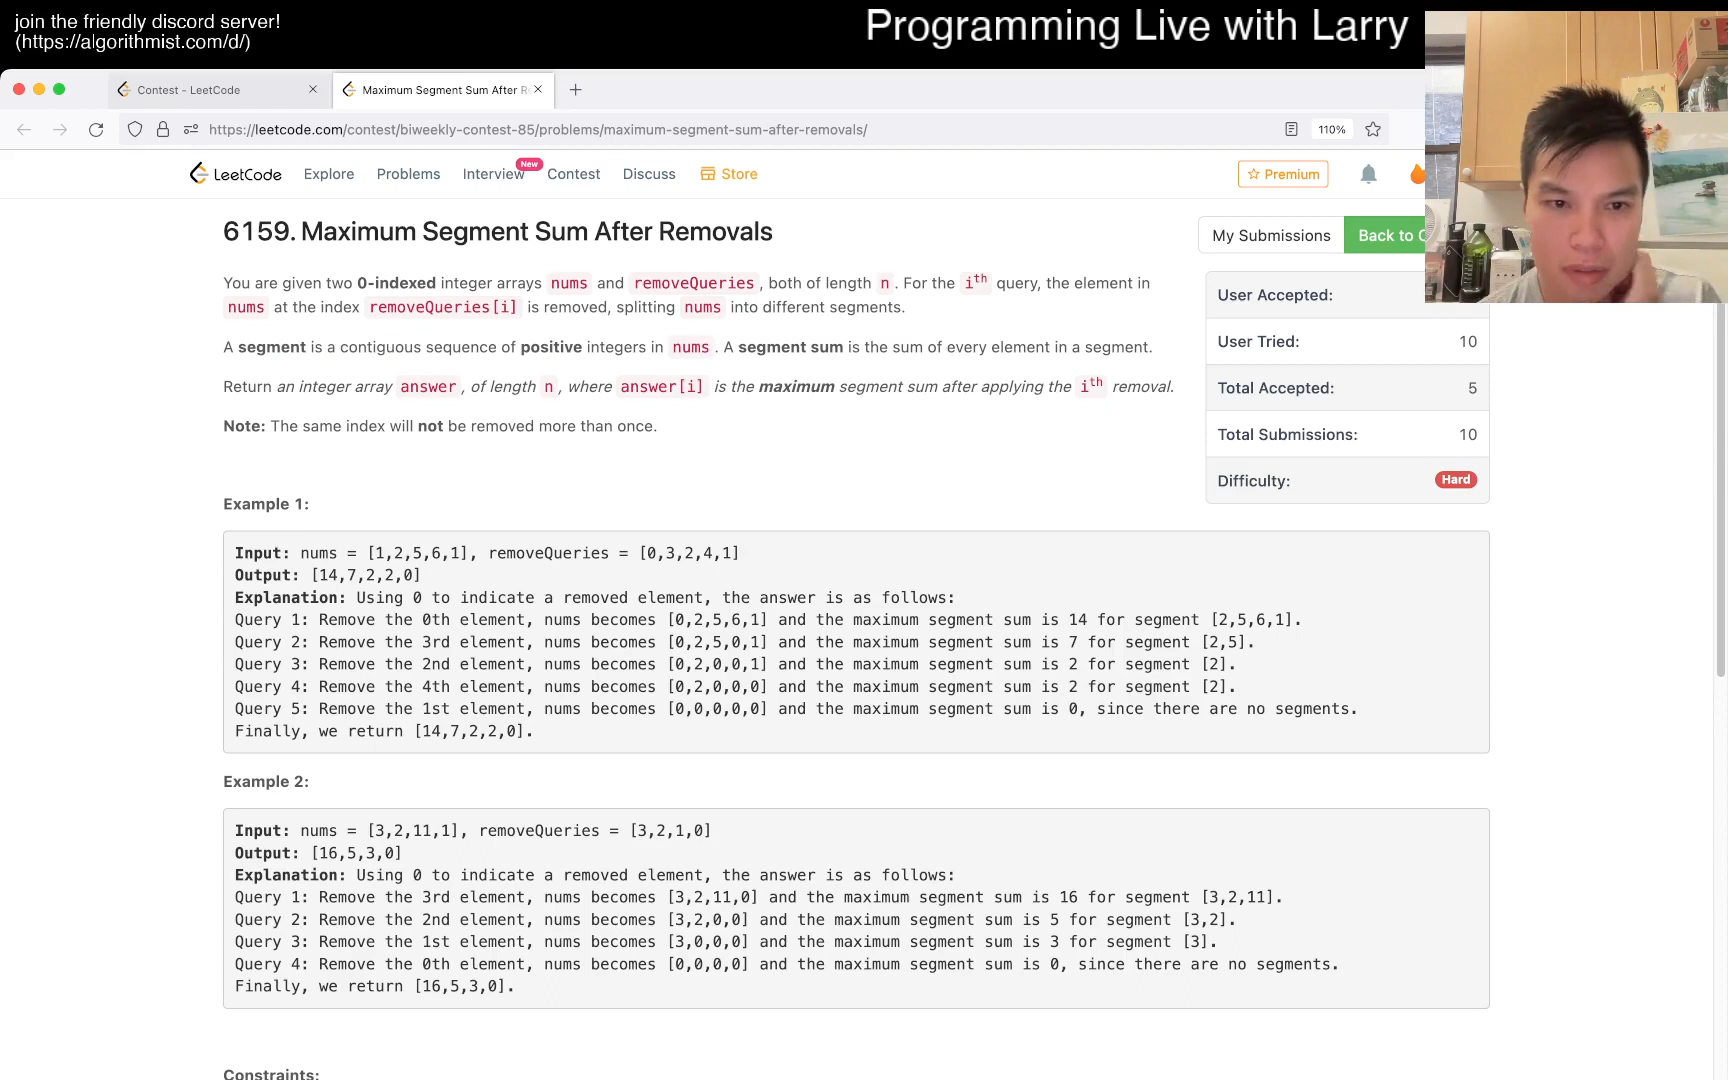 join the friendly discord server!
(https://algorithmist.com/d/)
Programming Live with Larry
Contest - LeetCode
Maximum Segment Sum After R
https://leetcode.com/contest/biweekly-contest-85/problems/maximum-segment-sum-after-removals/
110%
LeetCode
Explore
Problems
Interview
New
Contest
Discuss
Store
Premium
6159. Maximum Segment Sum After Removals
My Submissions
Back to C
You are given two 0-indexed integer arrays nums and removeQueries, both of length n. For the ith query, the element in
nums at the index removeQueries[i] is removed, splitting nums into different segments.
A segment is a contiguous sequence of positive integers in nums. A segment sum is the sum of every element in a segment.
Return an integer array answer, of length n, where answer[i] is the maximum segment sum after applying the ith removal.
Note: The same index will not be removed more than once.
User Accepted:
User Tried: 10
Total Accepted: 5
Total Submissions: 10
Difficulty: Hard
Example 1:
Input: nums = [1,2,5,6,1], removeQueries = [0,3,2,4,1]
Output: [14,7,2,2,0]
Explanation: Using 0 to indicate a removed element, the answer is as follows:
Query 1: Remove the 0th element, nums becomes [0,2,5,6,1] and the maximum segment sum is 14 for segment [2,5,6,1].
Query 2: Remove the 3rd element, nums becomes [0,2,5,0,1] and the maximum segment sum is 7 for segment [2,5].
Query 3: Remove the 2nd element, nums becomes [0,2,0,0,1] and the maximum segment sum is 2 for segment [2].
Query 4: Remove the 4th element, nums becomes [0,2,0,0,0] and the maximum segment sum is 2 for segment [2].
Query 5: Remove the 1st element, nums becomes [0,0,0,0,0] and the maximum segment sum is 0, since there are no segments.
Finally, we return [14,7,2,2,0].
Example 2:
Input: nums = [3,2,11,1], removeQueries = [3,2,1,0]
Output: [16,5,3,0]
Explanation: Using 0 to indicate a removed element, the answer is as follows:
Query 1: Remove the 3rd element, nums becomes [3,2,11,0] and the maximum segment sum is 16 for segment [3,2,11].
Query 2: Remove the 2nd element, nums becomes [3,2,0,0] and the maximum segment sum is 5 for segment [3,2].
Query 3: Remove the 1st element, nums becomes [3,0,0,0] and the maximum segment sum is 3 for segment [3].
Query 4: Remove the 0th element, nums becomes [0,0,0,0] and the maximum segment sum is 0, since there are no segments.
Finally, we return [16,5,3,0].
Constraints: